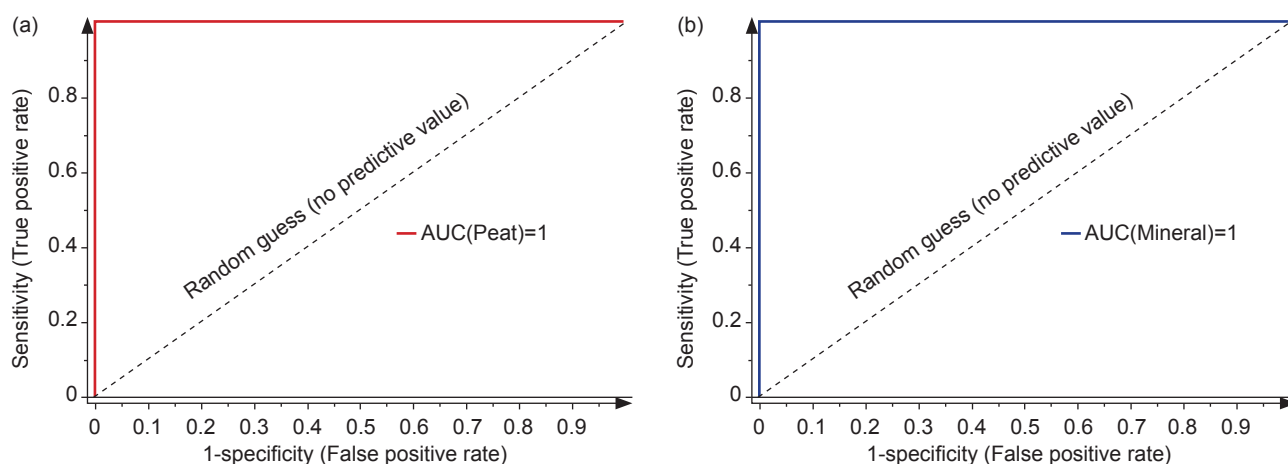 (a)
Sensitivity (True positive rate)
0.8
0.6
0.4
0.2
0
Random guess (no predictive value)
AUC(Peat)=1
0 0.1 0.2 0.3 0.4 0.5 0.6 0.7 0.8 0.9
1-specificity (False positive rate)
(b)
Sensitivity (True positive rate)
0.8
0.6
0.4
0.2
0
Random guess (no predictive value)
AUC(Mineral)=1
0 0.1 0.2 0.3 0.4 0.5 0.6 0.7 0.8 0.9
1-specificity (False positive rate)